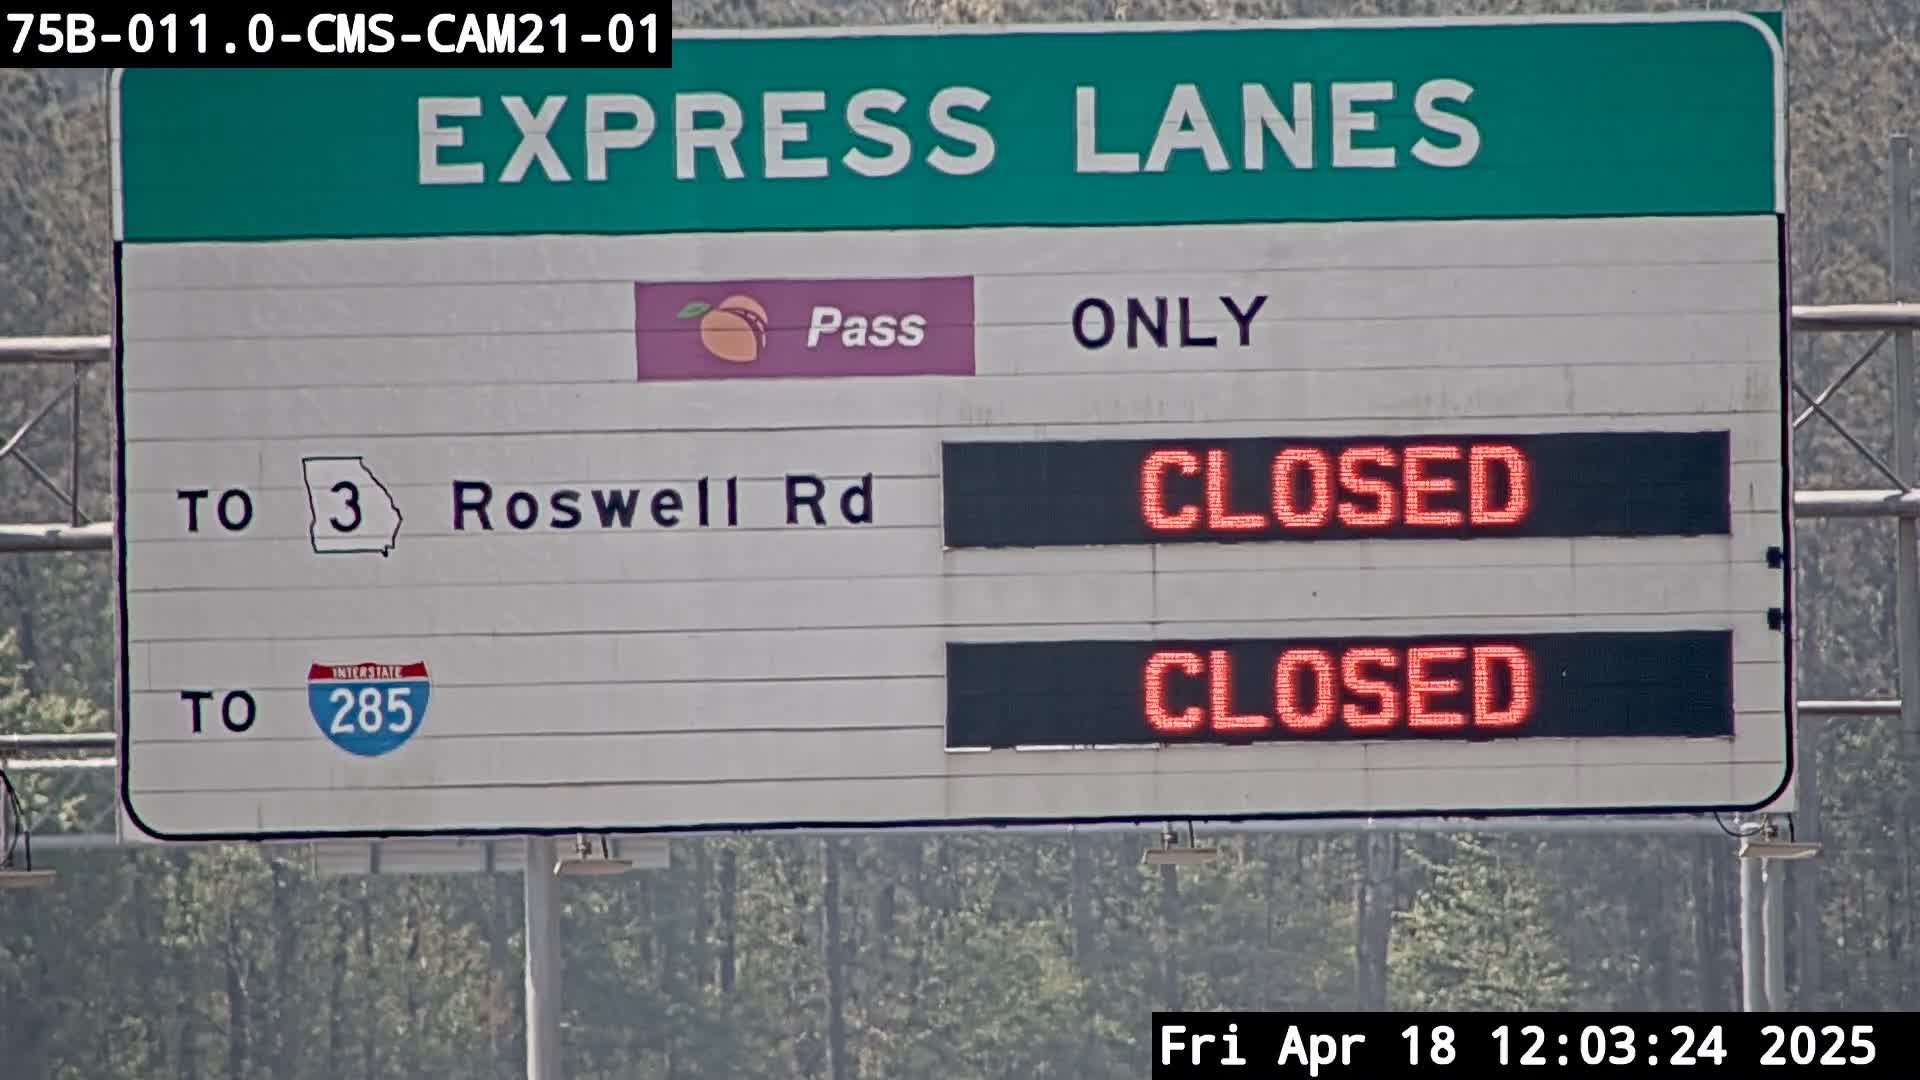 75B-011.0-CMS-CAM21-01
EXPRESS LANES
Pass ONLY
TO 3 Roswell Rd CLOSED
TO INTERSTATE 285 CLOSED
Fri Apr 18 12:03:24 2025